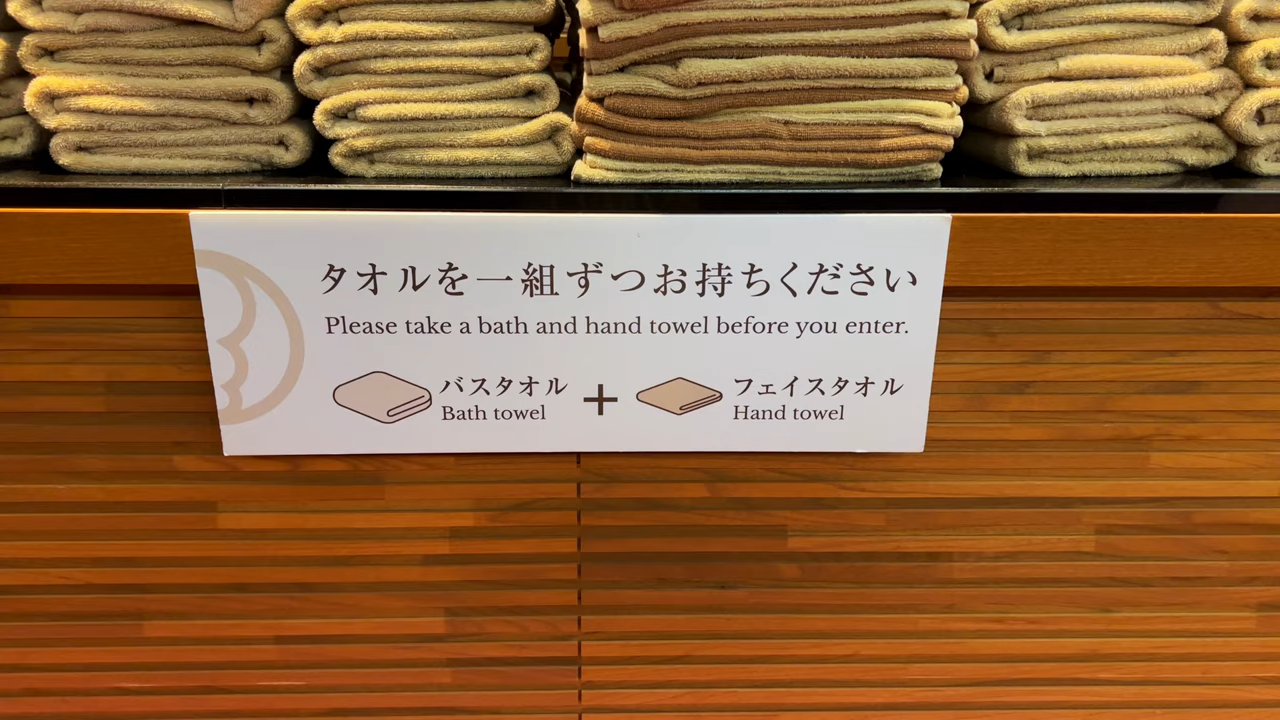 タオルを一組ずつお持ちください
Please take a bath and hand towel before you enter.
バスタオル
Bath towel
+
フェイスタオル
Hand towel